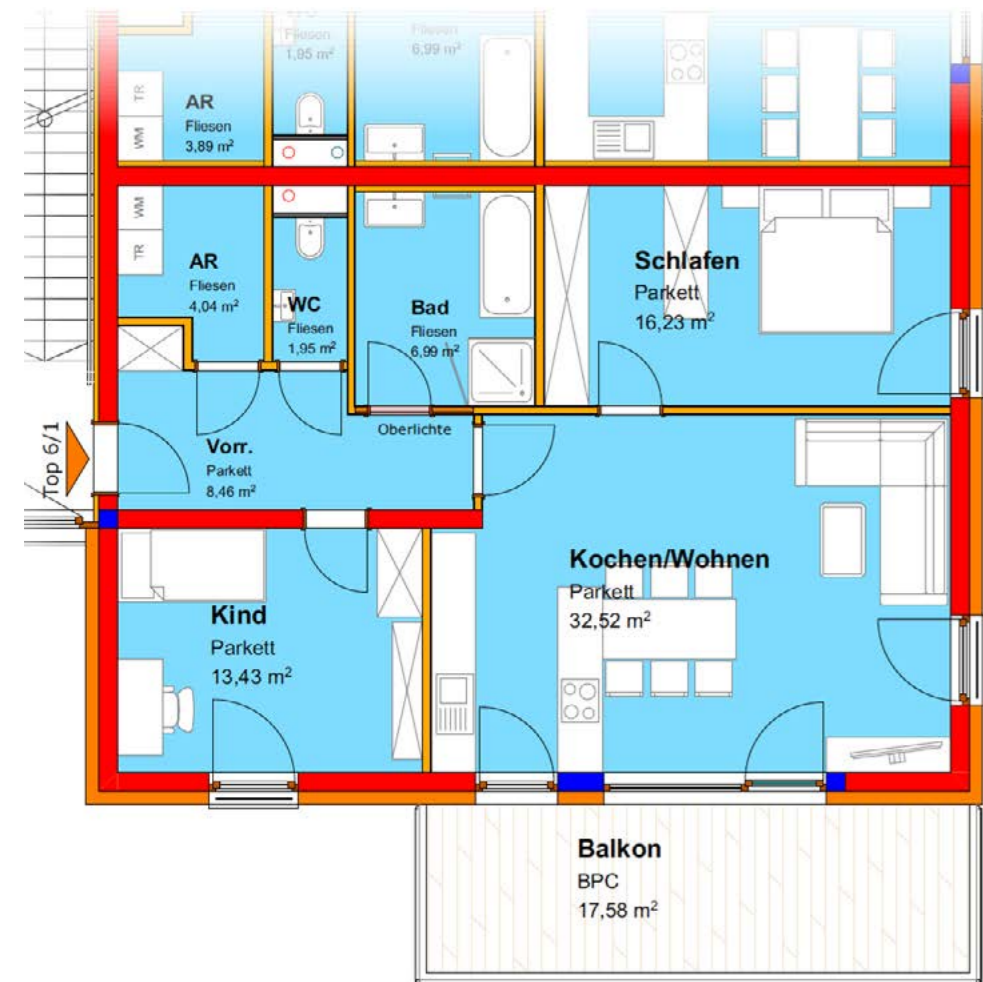 Fliesen
1,95 m²
Fliesen
6,99 m²
TR
WM
AR
Fliesen
3,89 m²
WM
TR
AR
Fliesen
4,04 m²
WC
Fliesen
1,95 m²
Bad
Fliesen
6,99 m²
Schlafen
Parkett
16,23 m²
Oberlichte
Top 6/1
Vorr.
Parkett
8,46 m²
Kochen/Wohnen
Parkett
32,52 m²
Kind
Parkett
13,43 m²
Balkon
BPC
17,58 m²